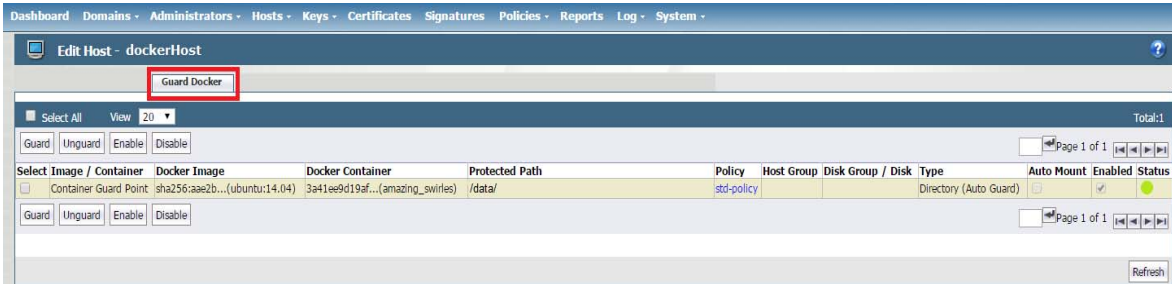 Dashboard Domains Administrators Hosts Keys Certificates Signatures Policies Reports Log System
Edit Host - dockerHost ?
Guard Docker
Select All View 20 Total:1
Guard Unguard Enable Disable Page 1 of 1
Select Image / Container Docker Image Docker Container Protected Path Policy Host Group Disk Group / Disk Type Auto Mount Enabled Status
Container Guard Point sha256:aae2b...(ubuntu:14.04) 3a41ee9d19af...(amazing_swirles) /data/ std-policy Directory (Auto Guard)
Guard Unguard Enable Disable Page 1 of 1
Refresh